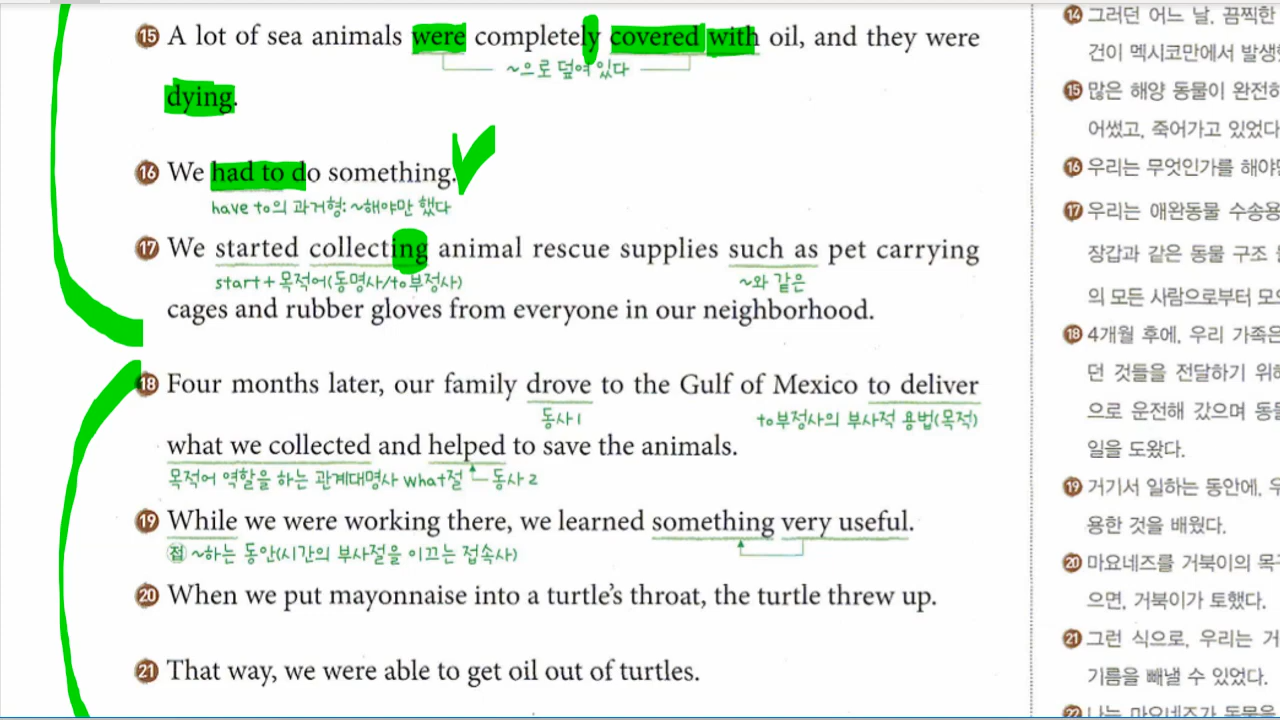 ⑮ A lot of sea animals were completely covered with oil, and they were
~으로 덮여 있다
dying.
⑯ We had to do something.
have to의 과거형: ~해야만 했다
⑰ We started collecting animal rescue supplies such as pet carrying
start+목적어(동명사/to부정사)
~와 같은
cages and rubber gloves from everyone in our neighborhood.
⑱ Four months later, our family drove to the Gulf of Mexico to deliver
동사1
to부정사의 부사적 용법(목적)
what we collected and helped to save the animals.
목적어 역할을 하는 관계대명사 what절
동사2
⑲ While we were working there, we learned something very useful.
접 ~하는 동안(시간의 부사절을 이끄는 접속사)
⑳ When we put mayonnaise into a turtle's throat, the turtle threw up.
㉑ That way, we were able to get oil out of turtles.
⑭ 그러던 어느 날, 끔찍한
건이 멕시코만에서 발생
⑮ 많은 해양 동물이 완전히
어썼고, 죽어가고 있었다
⑯ 우리는 무엇인가를 해야
⑰ 우리는 애완동물 수송용
장갑과 같은 동물 구조
의 모든 사람으로부터 모
⑱ 4개월 후에, 우리 가족은
던 것들을 전달하기 위해
으로 운전해 갔으며 동
일을 도왔다.
⑲ 거기서 일하는 동안에, 우
용한 것을 배웠다.
⑳ 마요네즈를 거북이의 목
으면, 거북이가 토했다.
㉑ 그런 식으로, 우리는 거
기름을 빼낼 수 있었다.
㉒ 나는 마요네즈가 동물을